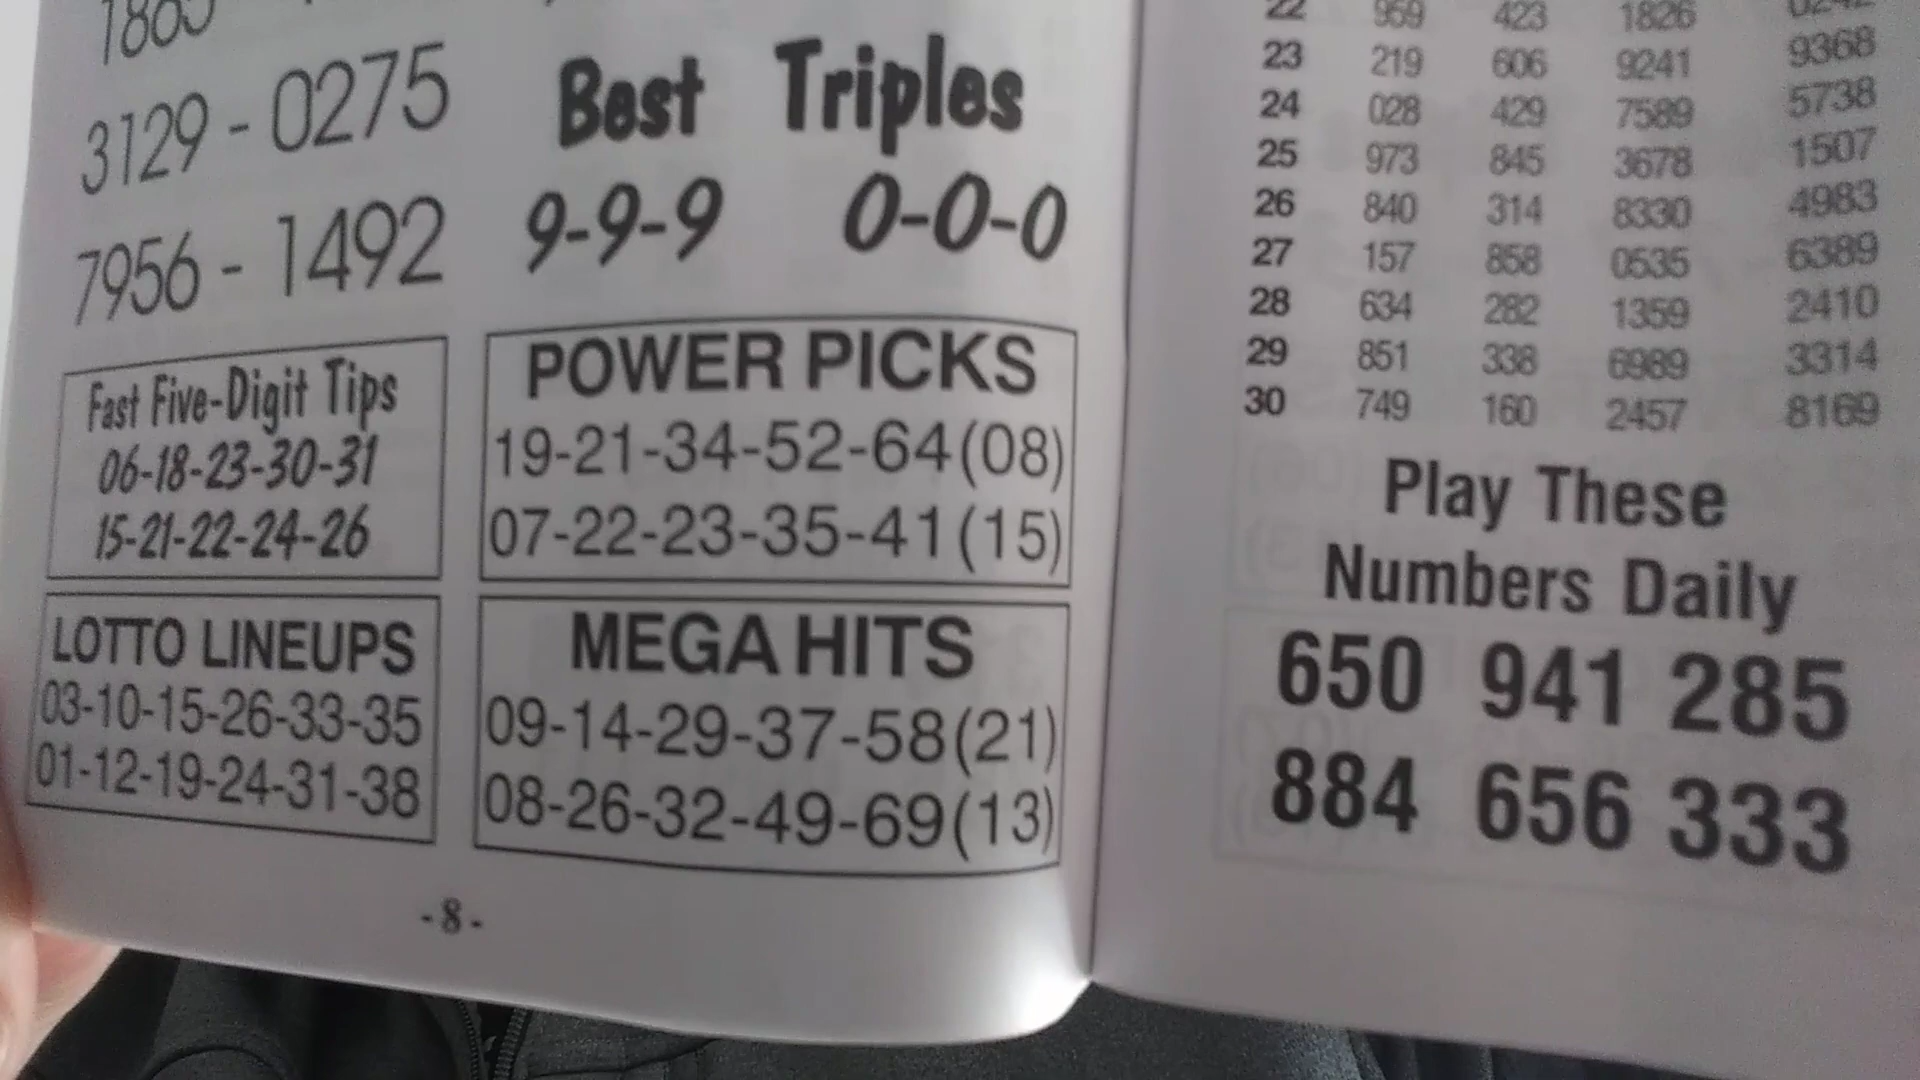 1865
3129 - 0275
7956 - 1492
Best Triples
9-9-9 0-0-0
Fast Five-Digit Tips
06-18-23-30-31
15-21-22-24-26
POWER PICKS
19-21-34-52-64(08)
07-22-23-35-41(15)
LOTTO LINEUPS
03-10-15-26-33-35
01-12-19-24-31-38
MEGA HITS
09-14-29-37-58(21)
08-26-32-49-69(13)
-8-
22 959 423 1826
23 219 606 9241 9368
24 028 429 7589 5738
25 973 845 3678 1507
26 840 314 8330 4983
27 157 858 0535 6389
28 634 282 1359 2410
29 851 338 6989 3314
30 749 160 2457 8169
Play These
Numbers Daily
650 941 285
884 656 333